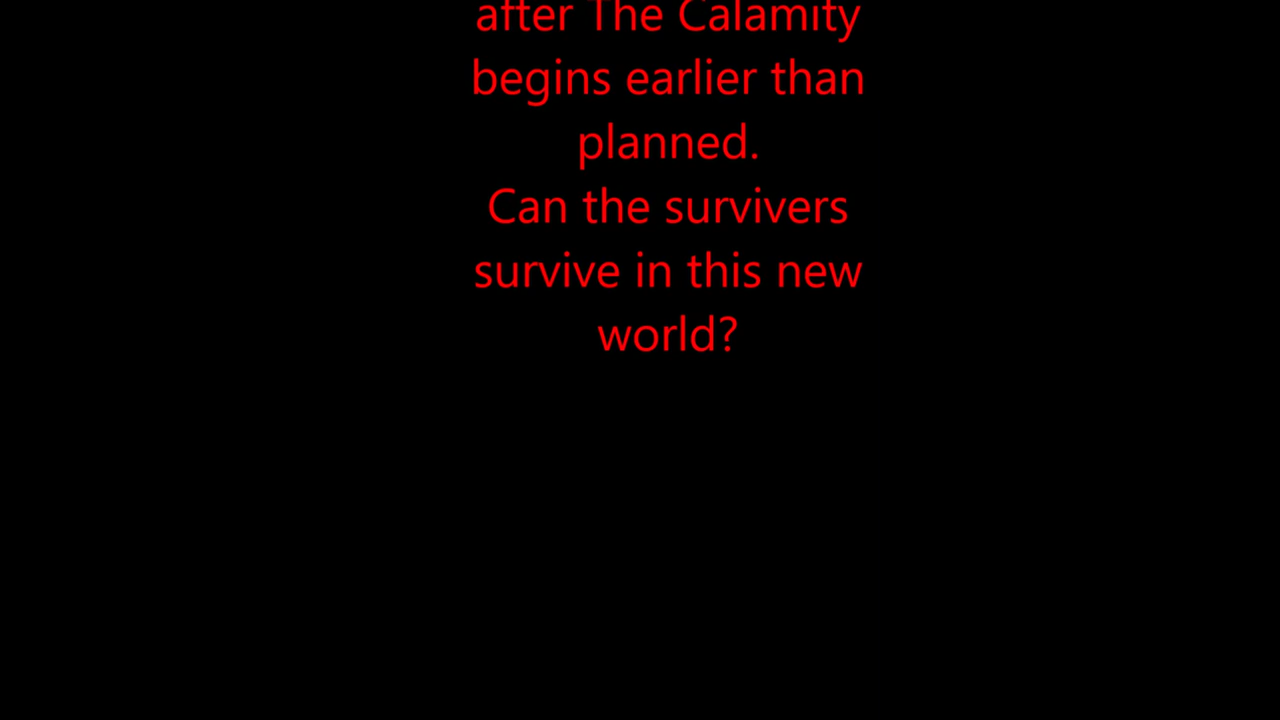 after The Calamity
begins earlier than
planned.
Can the survivers
survive in this new
world?